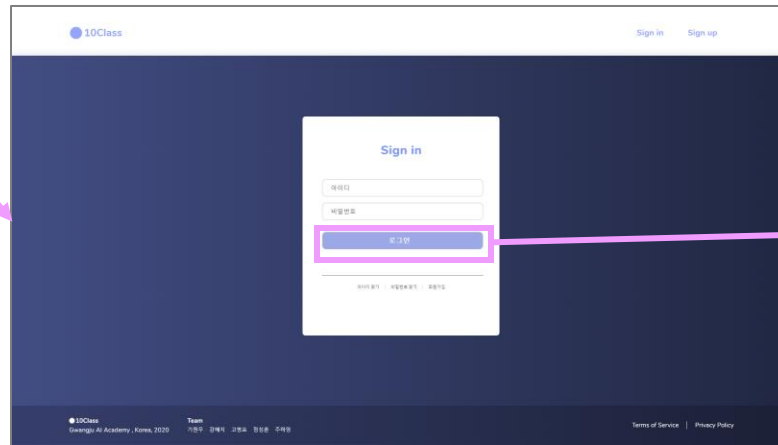 10Class
Sign in Sign up
Sign in
아이디
비밀번호
로그인
아이디 찾기 | 비밀번호 찾기 | 회원가입
10Class Team
Gwangju AI Academy , Korea, 2020
Terms of Service | Privacy Policy